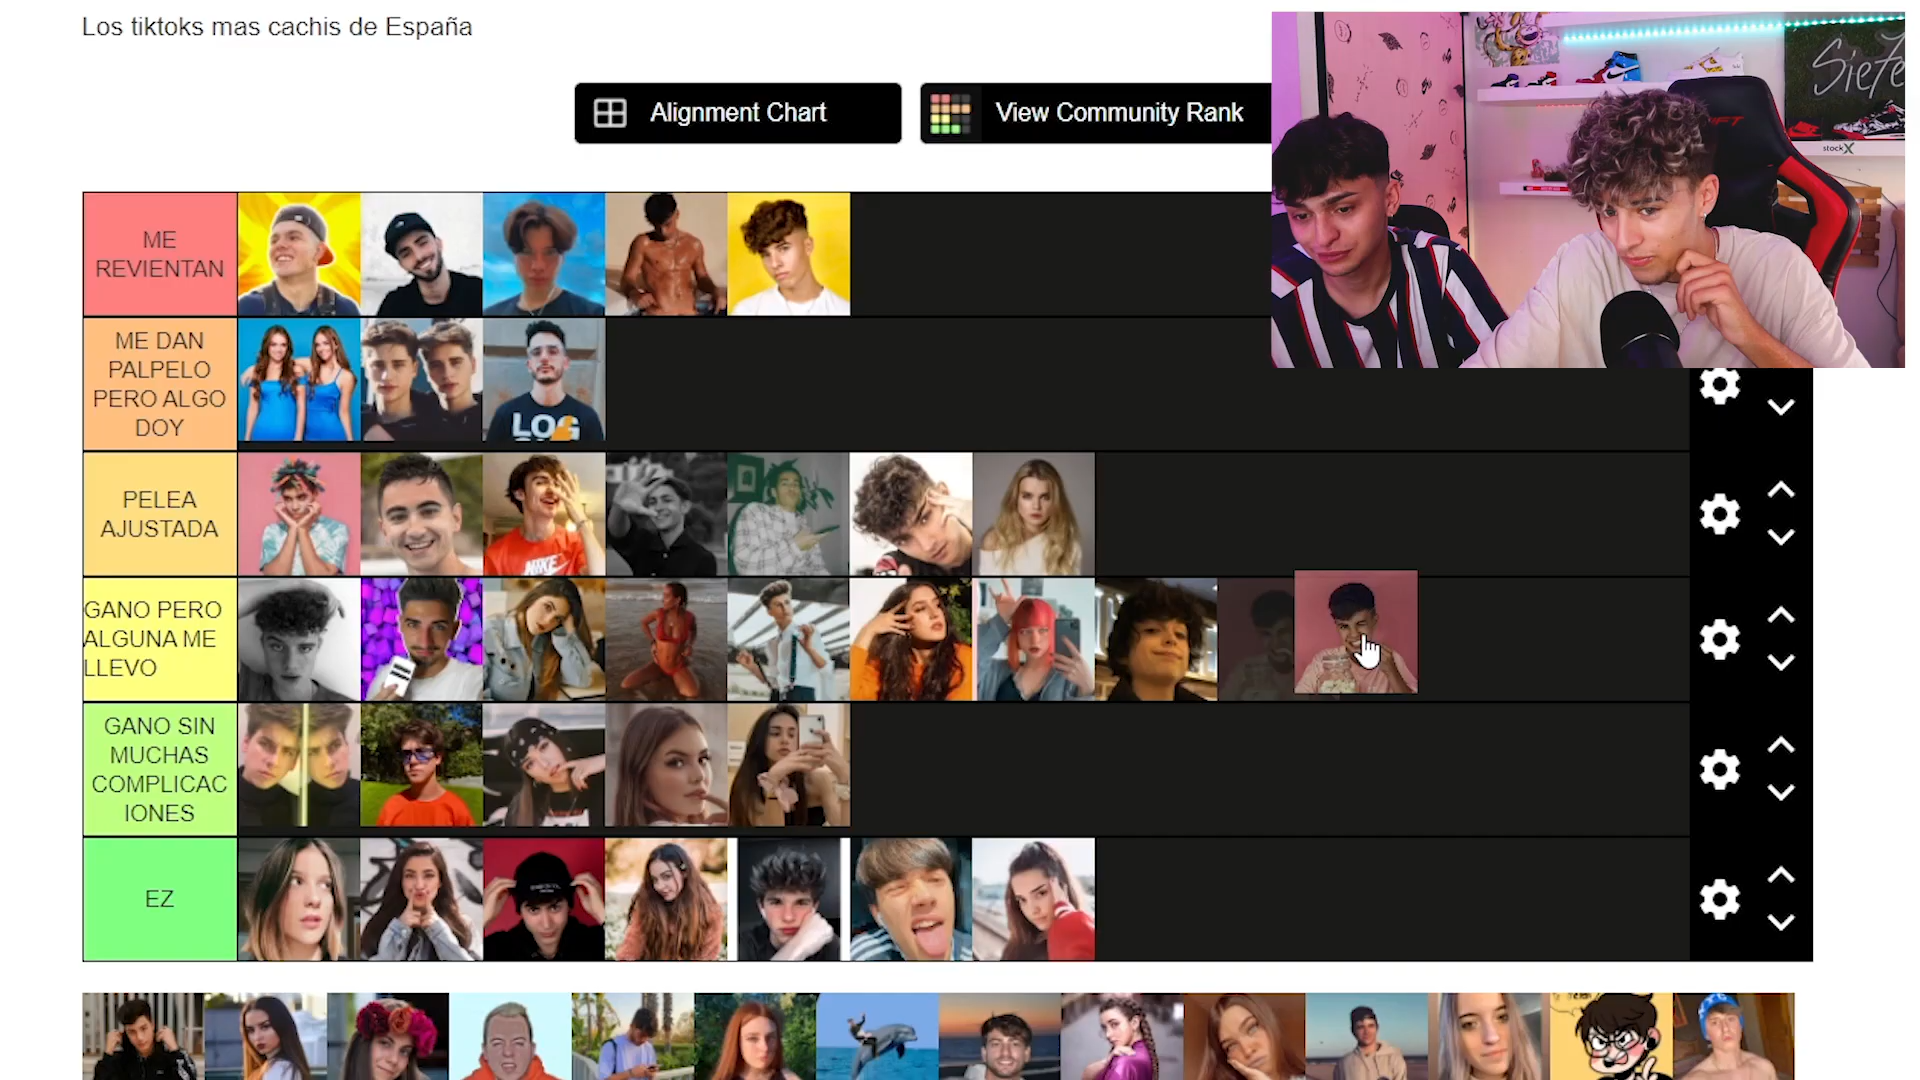 Los tiktoks mas cachis de España
Alignment Chart
View Community Rank
ME
REVIENTAN
ME DAN
PALPELO
PERO ALGO
DOY
LOG
PELEA
AJUSTADA
NIKE
GANO PERO
ALGUNA ME
LLEVO
GANO SIN
MUCHAS
COMPLICAC
IONES
EZ
stockX